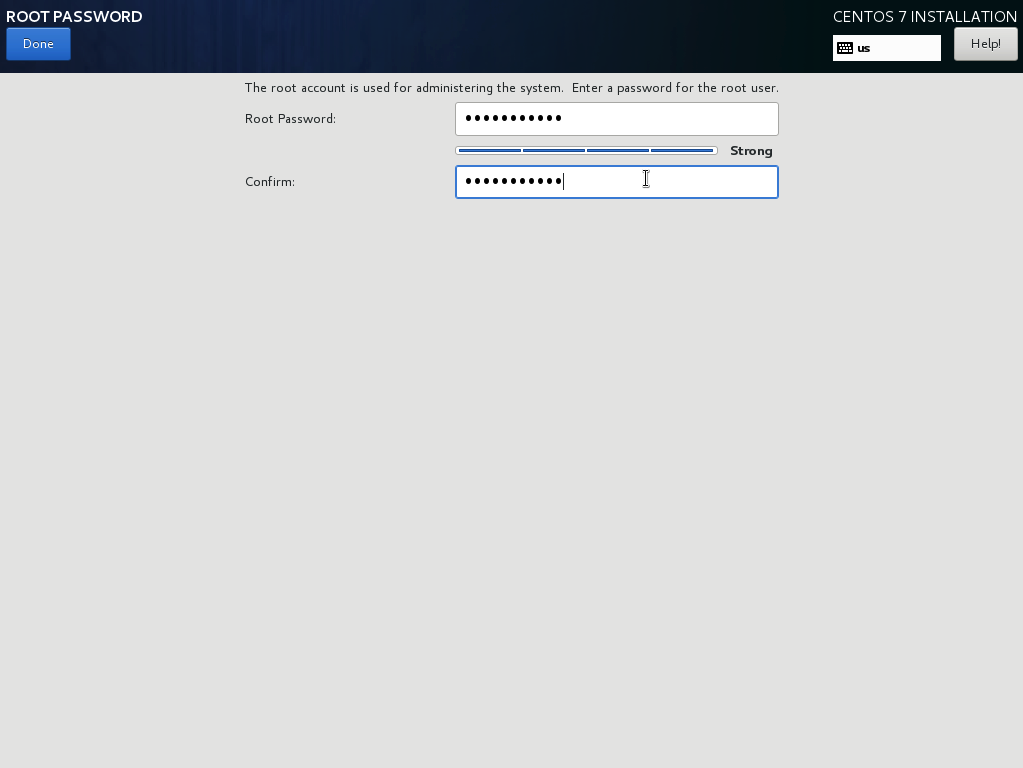 ROOT PASSWORD
CENTOS 7 INSTALLATION
Done
us
Help!
The root account is used for administering the system.  Enter a password for the root user.
Root Password:
●●●●●●●●●●●
Strong
Confirm:
●●●●●●●●●●●